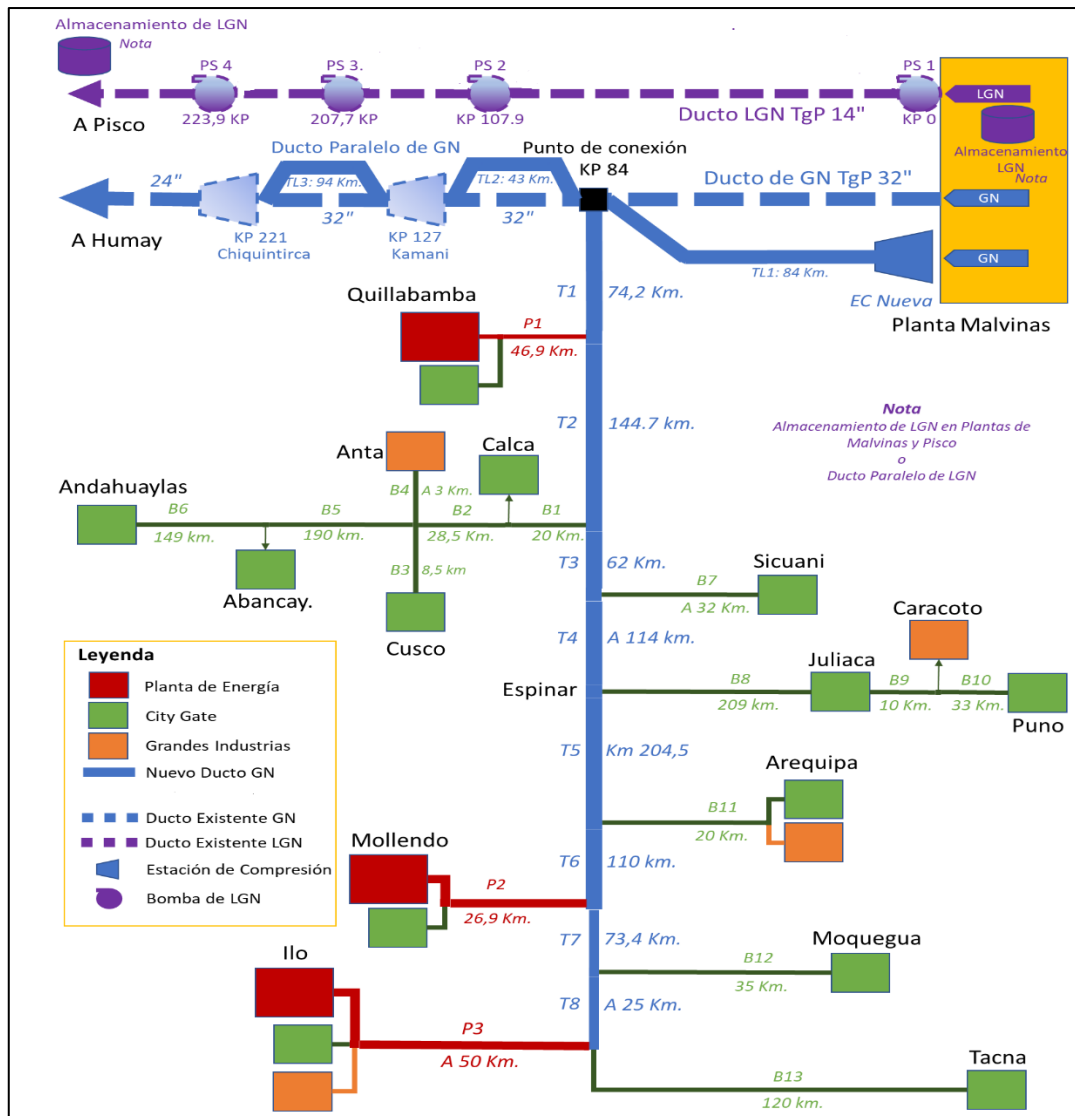 Almacenamiento de LGN
Nota
PS 4
PS 3.
PS 2
PS 1
LGN
A Pisco
223,9 KP
207,7 KP
KP 107.9
Ducto LGN TgP 14"
KP 0
Almacenamiento
LGN
Nota
Ducto Paralelo de GN
Punto de conexión
KP 84
24"
TL3: 94 Km.
TL2: 43 Km.
Ducto de GN TgP 32"
GN
32"
32"
A Humay
KP 221
Chiquintirca
KP 127
Kamani
GN
TL1: 84 Km.
EC Nueva
Planta Malvinas
T1
74,2 Km.
Quillabamba
P1
46,9 Km.
T2
144.7 km.
Nota
Almacenamiento de LGN en Plantas de
Malvinas y Pisco
o
Ducto Paralelo de LGN
Anta
Calca
Andahuaylas
B4
A 3 Km.
B6
B5
B2
B1
149 km.
190 km.
28,5 Km.
20 Km.
Abancay.
B3
8,5 km
Cusco
T3
62 Km.
Sicuani
B7
A 32 Km.
Caracoto
T4
A 114 km.
Juliaca
Espinar
B8
B9
B10
209 km.
10 Km.
33 Km.
Puno
T5
Km 204,5
Arequipa
B11
20 Km.
Leyenda
Planta de Energía
City Gate
Grandes Industrias
Nuevo Ducto GN
Ducto Existente GN
Ducto Existente LGN
Estación de Compresión
Bomba de LGN
Mollendo
T6
110 km.
P2
26,9 Km.
T7
73,4 Km.
Moquegua
B12
35 Km.
Ilo
T8
A 25 Km.
P3
A 50 Km.
Tacna
B13
120 km.